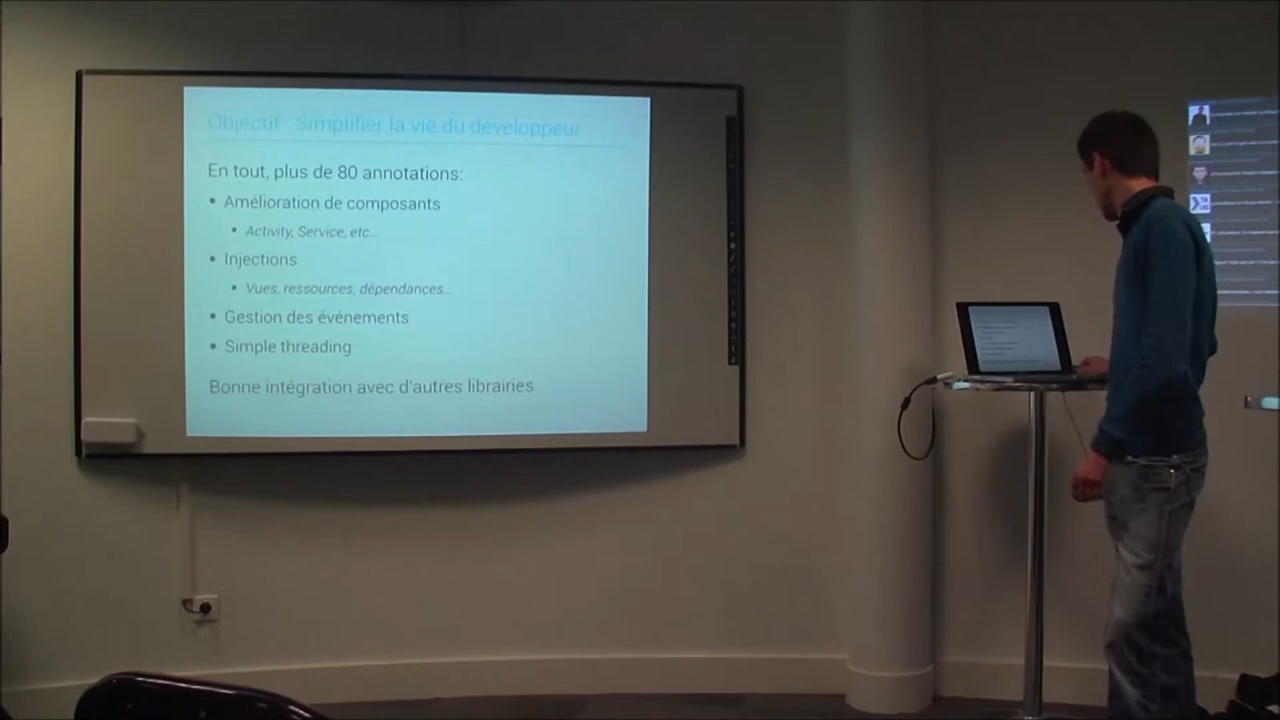 Objectif : Simplifier la vie du développeur
En tout, plus de 80 annotations:
• Amélioration de composants
• Activity, Service, etc...
• Injections
• Vues, ressources, dépendances...
• Gestion des événements
• Simple threading
Bonne intégration avec d'autres librairies